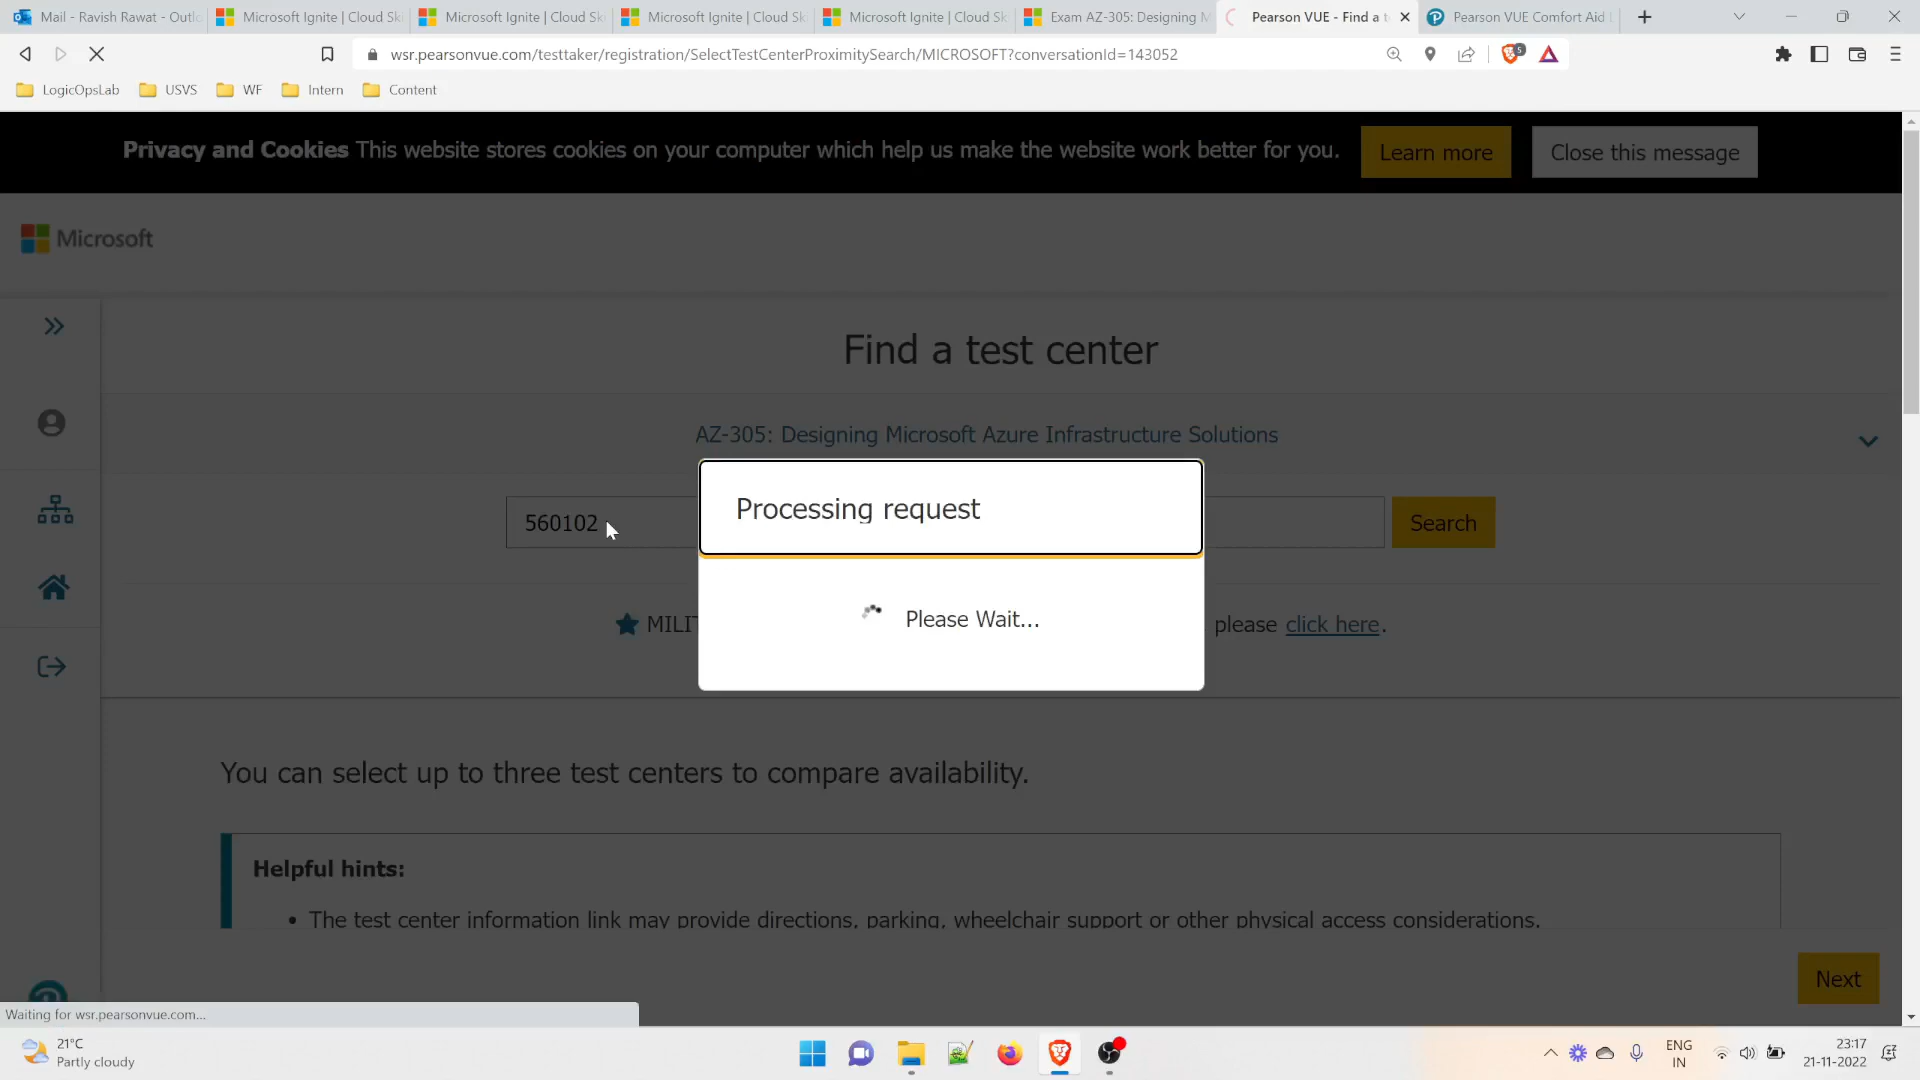 Mail - Ravish Rawat - Outlo
Microsoft Ignite | Cloud Ski
Microsoft Ignite | Cloud Ski
Microsoft Ignite | Cloud Sk
Microsoft Ignite | Cloud Sk
Exam AZ-305: Designing M
Pearson VUE - Find a t
Pearson VUE Comfort Aid
wsr.pearsonvue.com/testtaker/registration/SelectTestCenterProximitySearch/MICROSOFT?conversationId=143052
5
LogicOpsLab
USVS
WF
Intern
Content
Privacy and Cookies This website stores cookies on your computer which help us make the website work better for you.
Learn more
Close this message
Microsoft
Find a test center
AZ-305: Designing Microsoft Azure Infrastructure Solutions
Processing request
560102
Search
Please Wait...
MILI
please click here.
You can select up to three test centers to compare availability.
Helpful hints:
• The test center information link may provide directions, parking, wheelchair support or other physical access considerations.
Next
Waiting for wsr.pearsonvue.com...
21°C
Partly cloudy
ENG
IN
23:17
21-11-2022